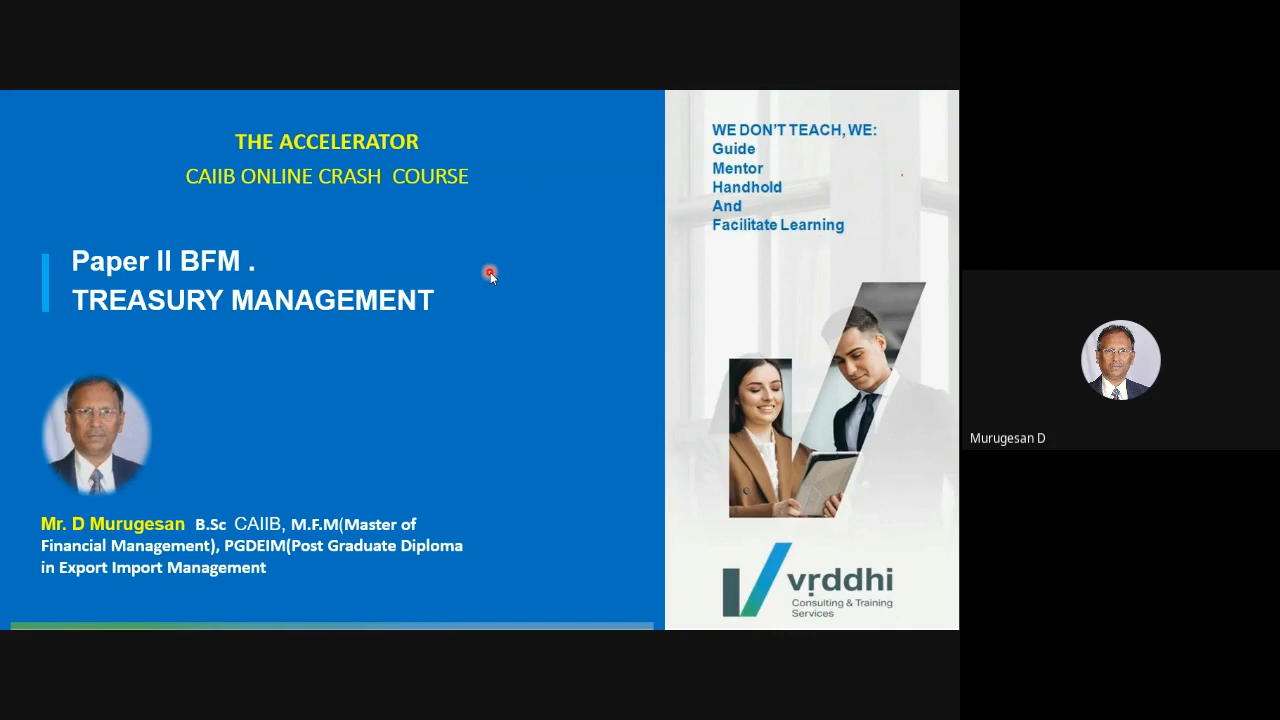 THE ACCELERATOR
CAIIB ONLINE CRASH COURSE
Paper II BFM .
TREASURY MANAGEMENT
Mr. D Murugesan B.Sc CAIIB, M.F.M(Master of
Financial Management), PGDEIM(Post Graduate Diploma
in Export Import Management
WE DON'T TEACH, WE:
Guide
Mentor
Handhold
And
Facilitate Learning
vṛddhi
Consulting & Training
Services
Murugesan D